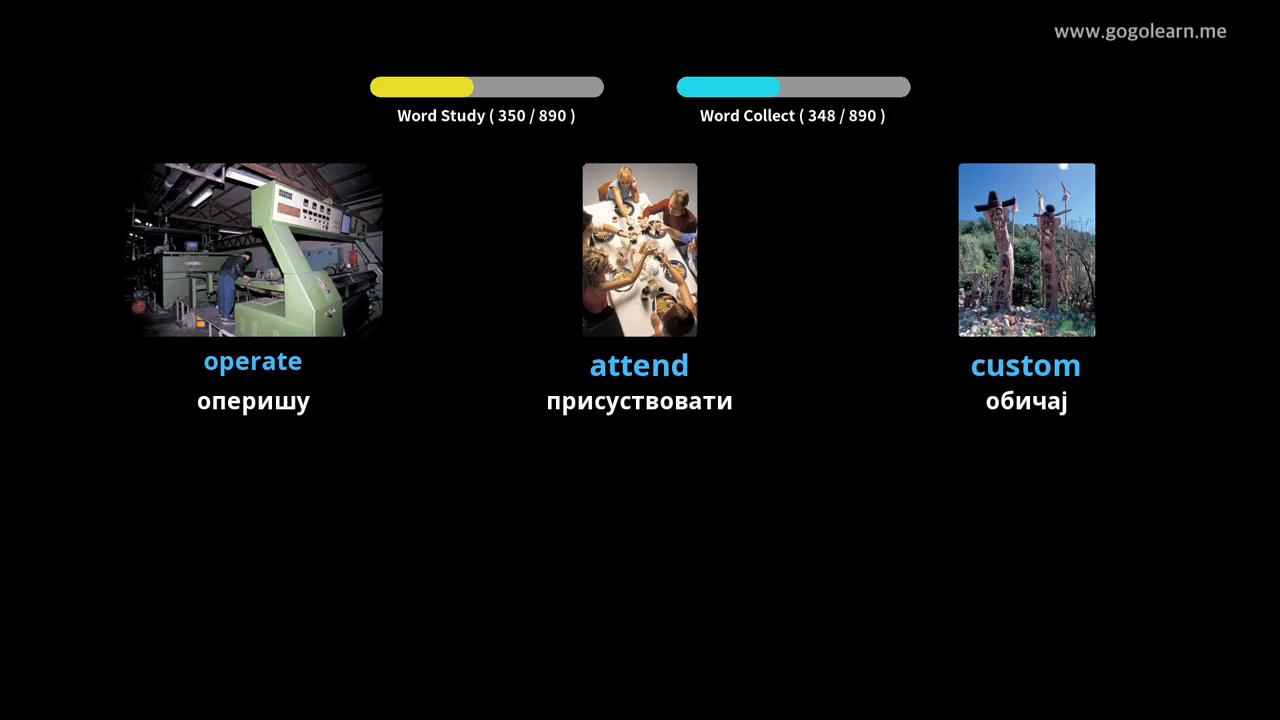 www.gogolearn.me
Word Study ( 350 / 890 )
Word Collect ( 348 / 890 )
operate
attend
custom
оперишу
присуствовати
обичај